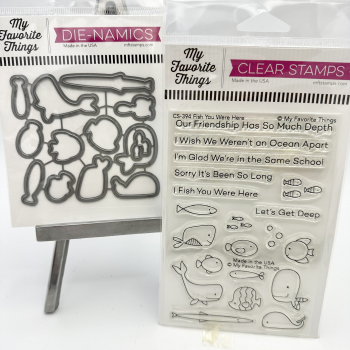 My
Favorite
Things
DIE-NAMICS
Made in the USA
mftstamps.com
My
Favorite
Things
CLEAR STAMPS
Made in the USA
mftstamps.com
CS-394 Fish You Were Here © My Favorite Things
Our Friendship Has So Much Depth
I Wish We Weren't an Ocean Apart
I'm Glad We're in the Same School
Sorry It's Been So Long
I Fish You Were Here
Let's Get Deep
Made in the USA
© My Favorite Things